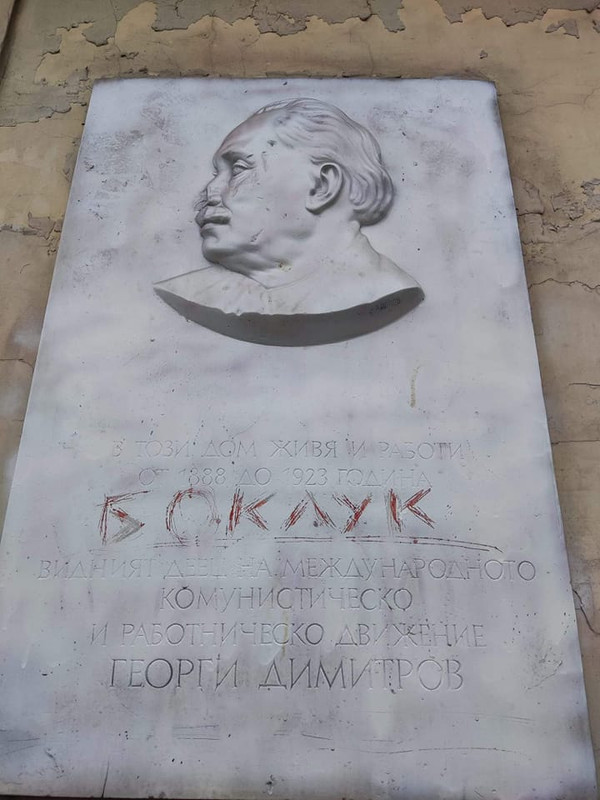 В ТОЗИ ДОМ ЖИВЯ И РАБОТИ
ОТ 1888 ДО 1923 ГОДИНА
БОКЛУК
ВИДНИЯТ ДЕЕЦ НА МЕЖДУНАРОДНОТО
КОМУНИСТИЧЕСКО
И РАБОТНИЧЕСКО ДВИЖЕНИЕ
ГЕОРГИ ДИМИТРОВ